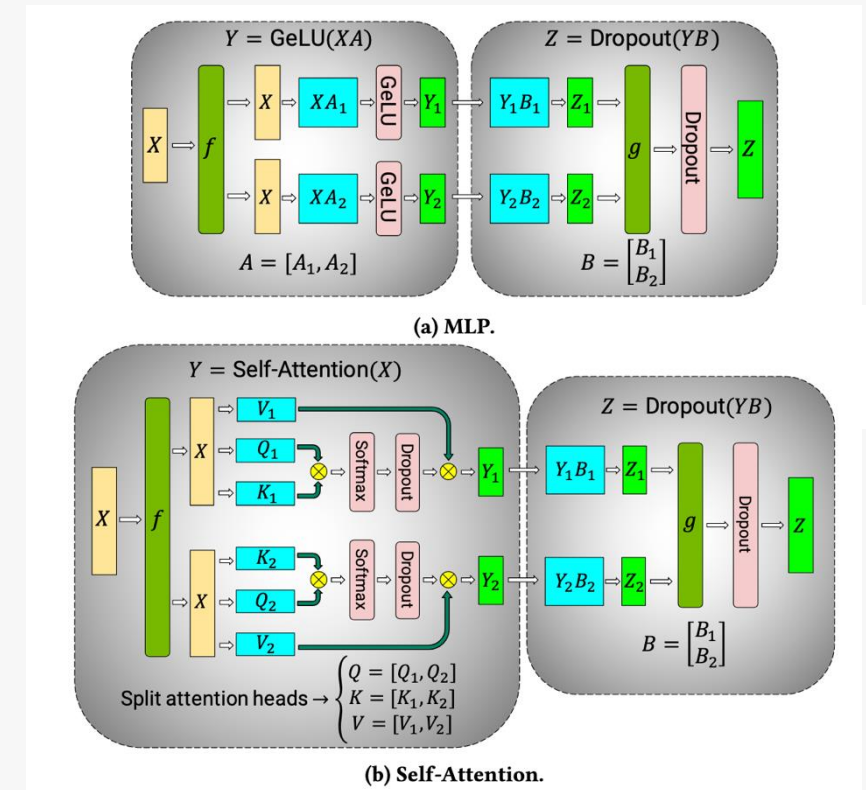 Y = GeLU(XA)
Z = Dropout(YB)
X
f
X
XA₁
GeLU
Y₁
Y₁B₁
Z₁
X
XA₂
GeLU
Y₂
Y₂B₂
Z₂
g
Dropout
Z
A = [A₁, A₂]
B = [B₁
B₂]
(a) MLP.
Y = Self-Attention(X)
Z = Dropout(YB)
X
f
X
V₁
Q₁
K₁
Softmax
Dropout
Y₁
Y₁B₁
Z₁
X
K₂
Q₂
V₂
Softmax
Dropout
Y₂
Y₂B₂
Z₂
g
Dropout
Z
B = [B₁
B₂]
Split attention heads → { Q = [Q₁, Q₂]
K = [K₁, K₂]
V = [V₁, V₂]
(b) Self-Attention.